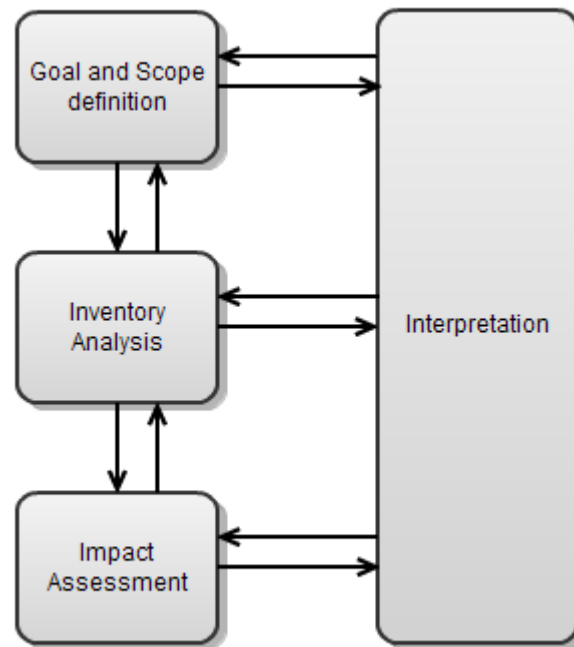 Goal and Scope
definition
Inventory
Analysis
Interpretation
Impact
Assessment